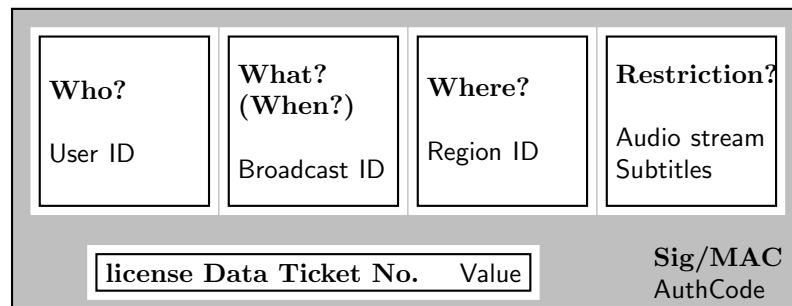 Who?
User ID
What?
(When?)
Broadcast ID
Where?
Region ID
Restriction?
Audio stream
Subtitles
license Data Ticket No. Value
Sig/MAC
AuthCode